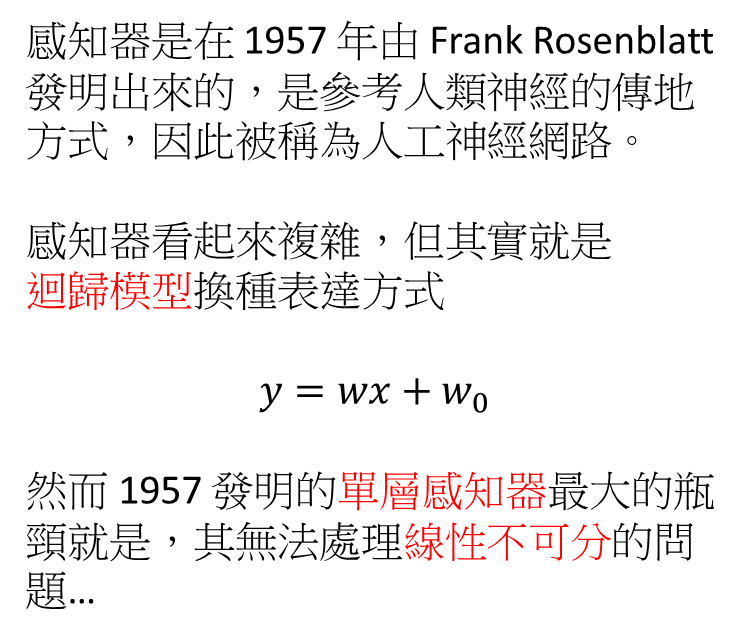 感知器是在 1957 年由 Frank Rosenblatt
發明出來的，是參考人類神經的傳地
方式，因此被稱為人工神經網路。
感知器看起來複雜，但其實就是
迴歸模型換種表達方式
y = wx + w₀
然而 1957 發明的單層感知器最大的瓶
頸就是，其無法處理線性不可分的問
題...